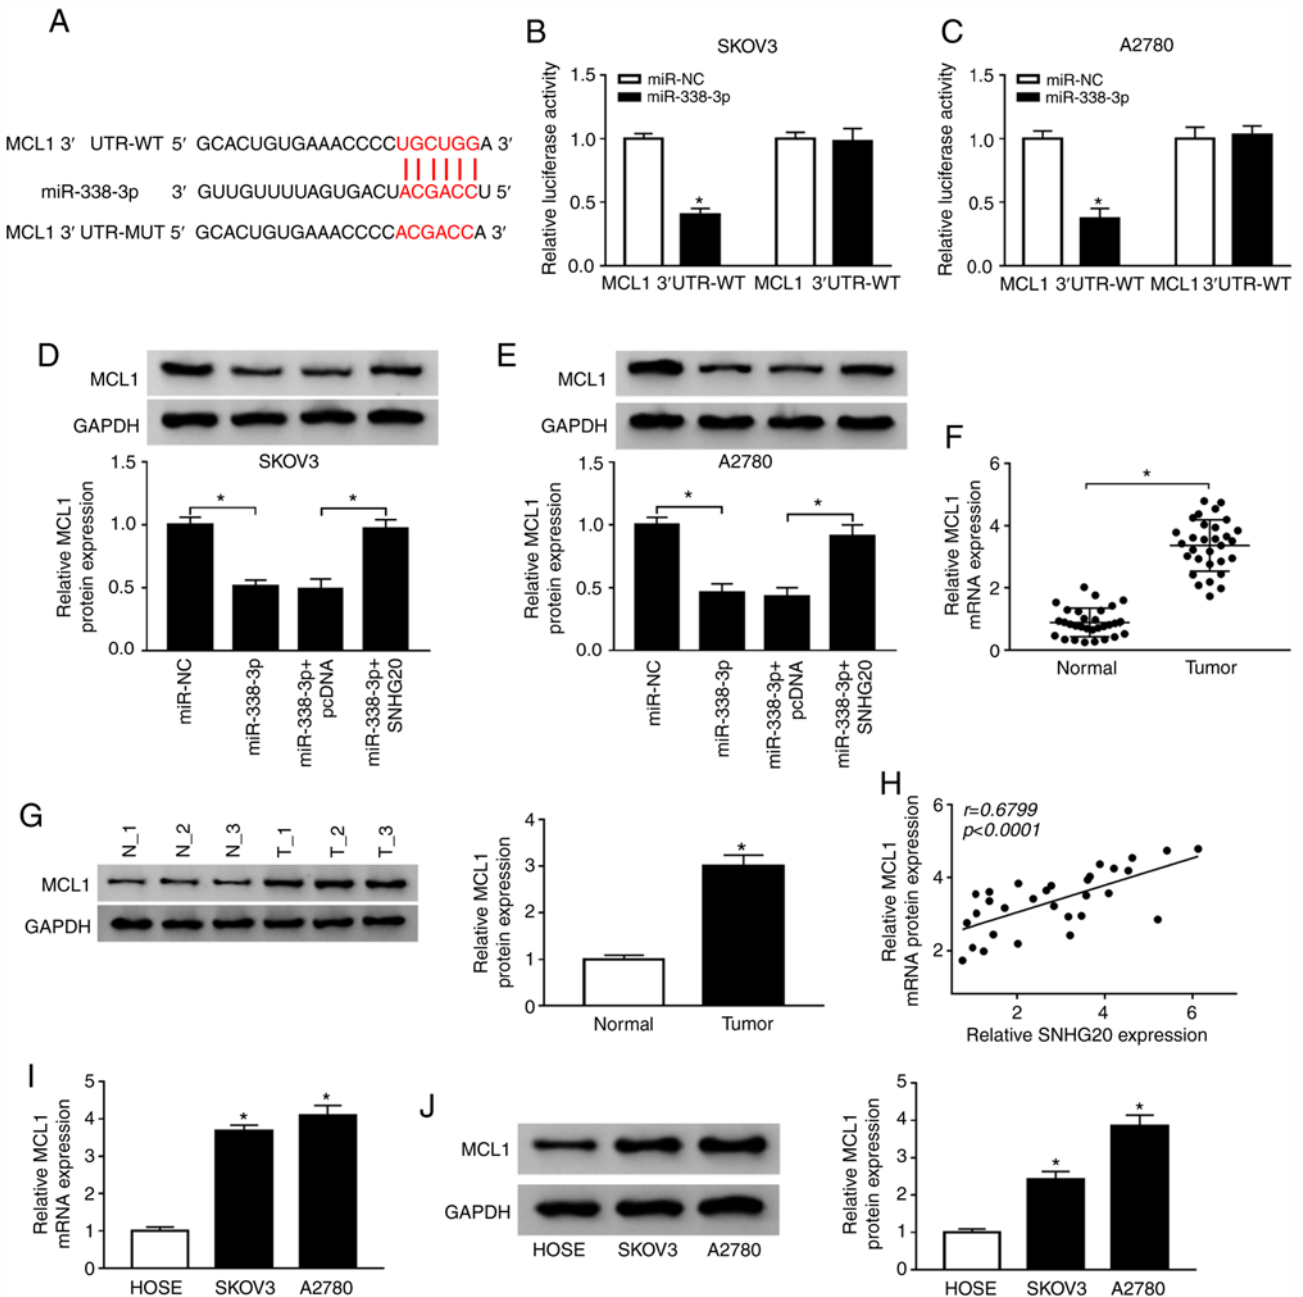 A
MCL1 3′ UTR-WT 5′ GCACUGUGAAACCCCUGCUGGA 3′
miR-338-3p 3′ GUUGUUUUAGUGACUACGACCU 5′
MCL1 3′ UTR-MUT 5′ GCACUGUGAAACCCCACGACCA 3′
B
SKOV3
Relative luciferase activity
1.5
1.0
0.5
0.0
miR-NC
miR-338-3p
*
MCL1 3′UTR-WT MCL1 3′UTR-WT
C
A2780
Relative luciferase activity
1.5
1.0
0.5
0.0
miR-NC
miR-338-3p
*
MCL1 3′UTR-WT MCL1 3′UTR-WT
D
MCL1
GAPDH
SKOV3
Relative MCL1
protein expression
1.5
1.0
0.5
0.0
*
*
miR-NC
miR-338-3p
miR-338-3p+
pcDNA
miR-338-3p+
SNHG20
E
MCL1
GAPDH
A2780
Relative MCL1
protein expression
1.5
1.0
0.5
0.0
*
*
miR-NC
miR-338-3p
miR-338-3p+
pcDNA
miR-338-3p+
SNHG20
F
Relative MCL1
mRNA expression
6
4
2
0
*
Normal Tumor
G
N_1 N_2 N_3 T_1 T_2 T_3
MCL1
GAPDH
Relative MCL1
protein expression
4
3
2
1
0
*
Normal Tumor
H
Relative MCL1
mRNA protein expression
6
4
2
r=0.6799
p<0.0001
2 4 6
Relative SNHG20 expression
I
Relative MCL1
mRNA expression
5
4
3
2
1
0
* *
HOSE SKOV3 A2780
J
MCL1
GAPDH
HOSE SKOV3 A2780
Relative MCL1
protein expression
5
4
3
2
1
0
* *
HOSE SKOV3 A2780